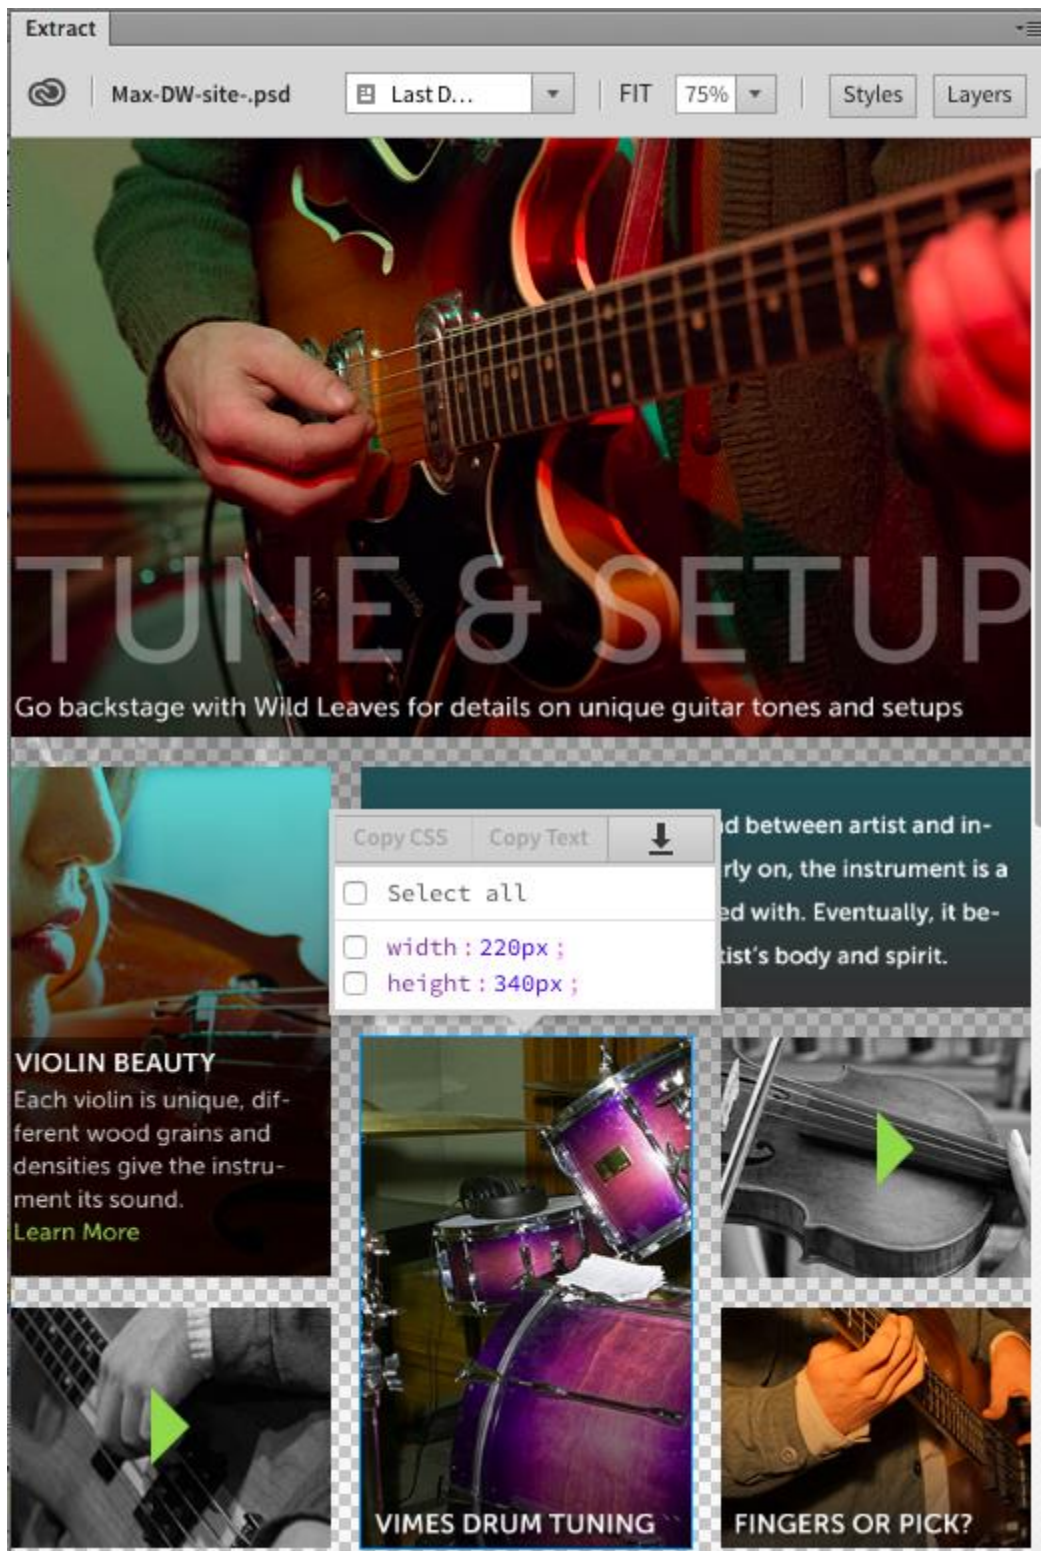 Extract
Max-DW-site-.psd
Last D...
FIT
75%
Styles
Layers
TUNE & SETUP
Go backstage with Wild Leaves for details on unique guitar tones and setups
Copy CSS
Copy Text
Select all
width:220px;
height:340px;
d between artist and in-
rly on, the instrument is a
ed with. Eventually, it be-
tist's body and spirit.
VIOLIN BEAUTY
Each violin is unique, dif-
ferent wood grains and
densities give the instru-
ment its sound.
Learn More
VIMES DRUM TUNING
FINGERS OR PICK?